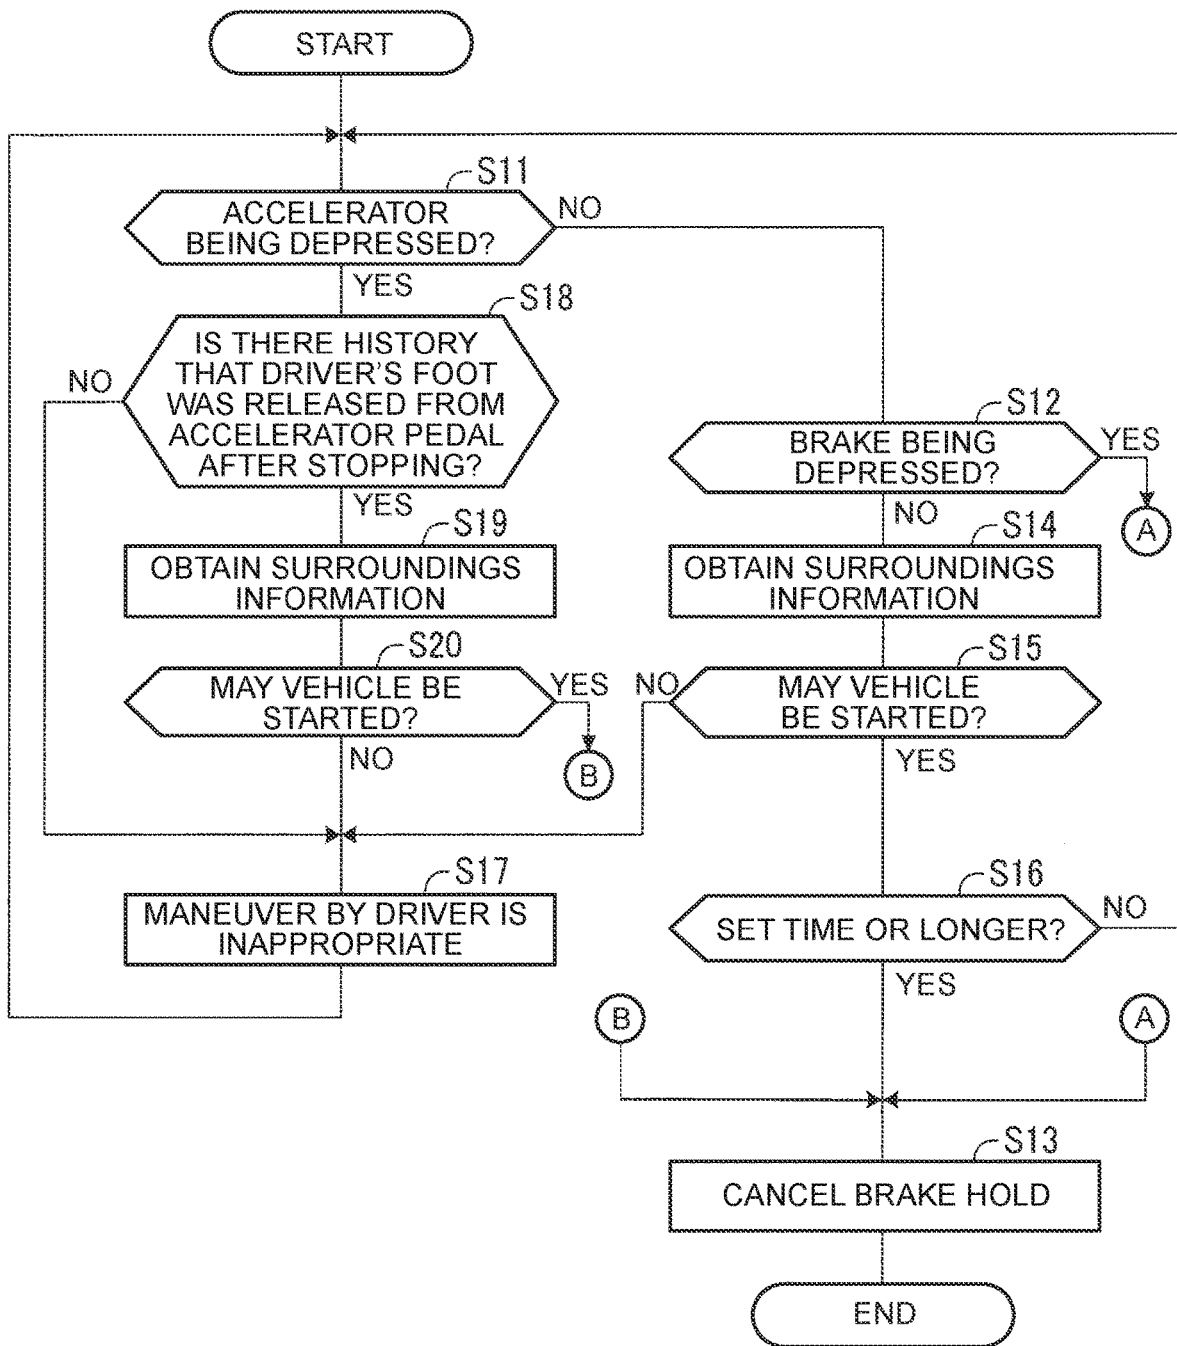 START
S11
ACCELERATOR
BEING DEPRESSED?
NO
YES
S18
IS THERE HISTORY
THAT DRIVER'S FOOT
WAS RELEASED FROM
ACCELERATOR PEDAL
AFTER STOPPING?
NO
YES
S12
BRAKE BEING
DEPRESSED?
YES
A
NO
S19
OBTAIN SURROUNDINGS
INFORMATION
S14
OBTAIN SURROUNDINGS
INFORMATION
S20
MAY VEHICLE BE
STARTED?
YES
B
NO
S15
MAY VEHICLE
BE STARTED?
NO
YES
S17
MANEUVER BY DRIVER IS
INAPPROPRIATE
S16
SET TIME OR LONGER?
NO
YES
B
A
S13
CANCEL BRAKE HOLD
END